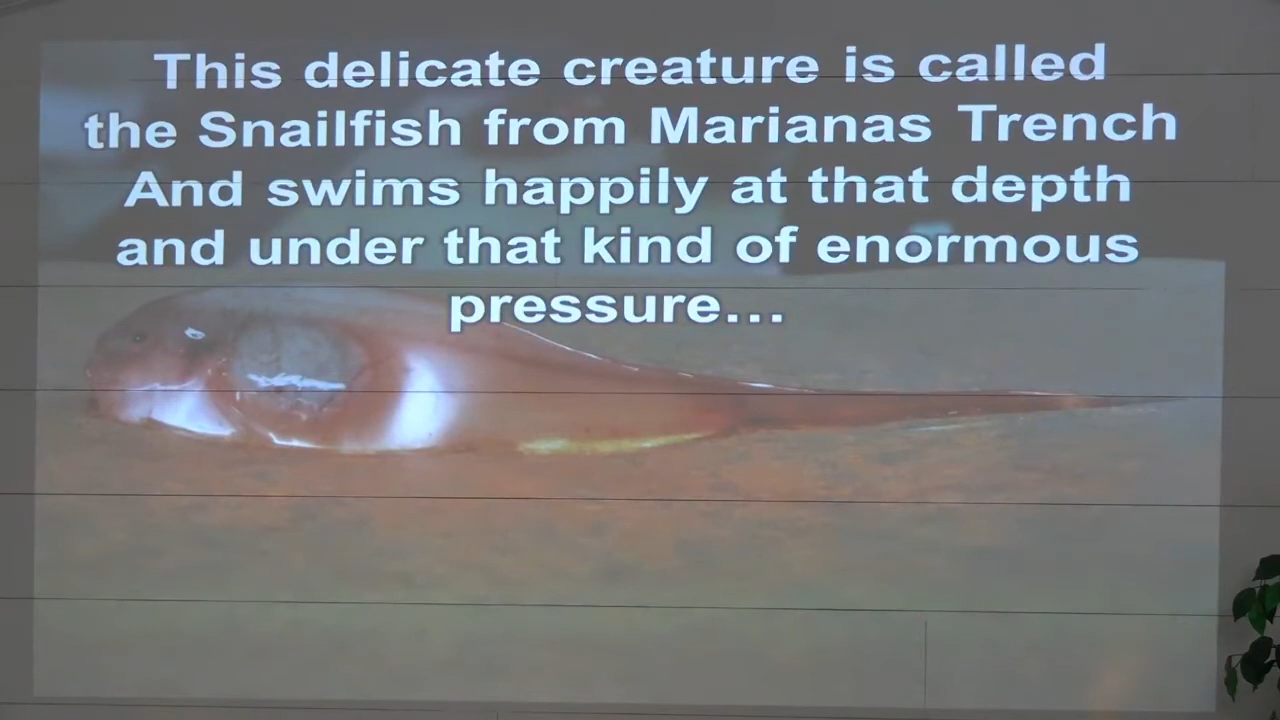 This delicate creature is called
the Snailfish from Marianas Trench
And swims happily at that depth
and under that kind of enormous
pressure...